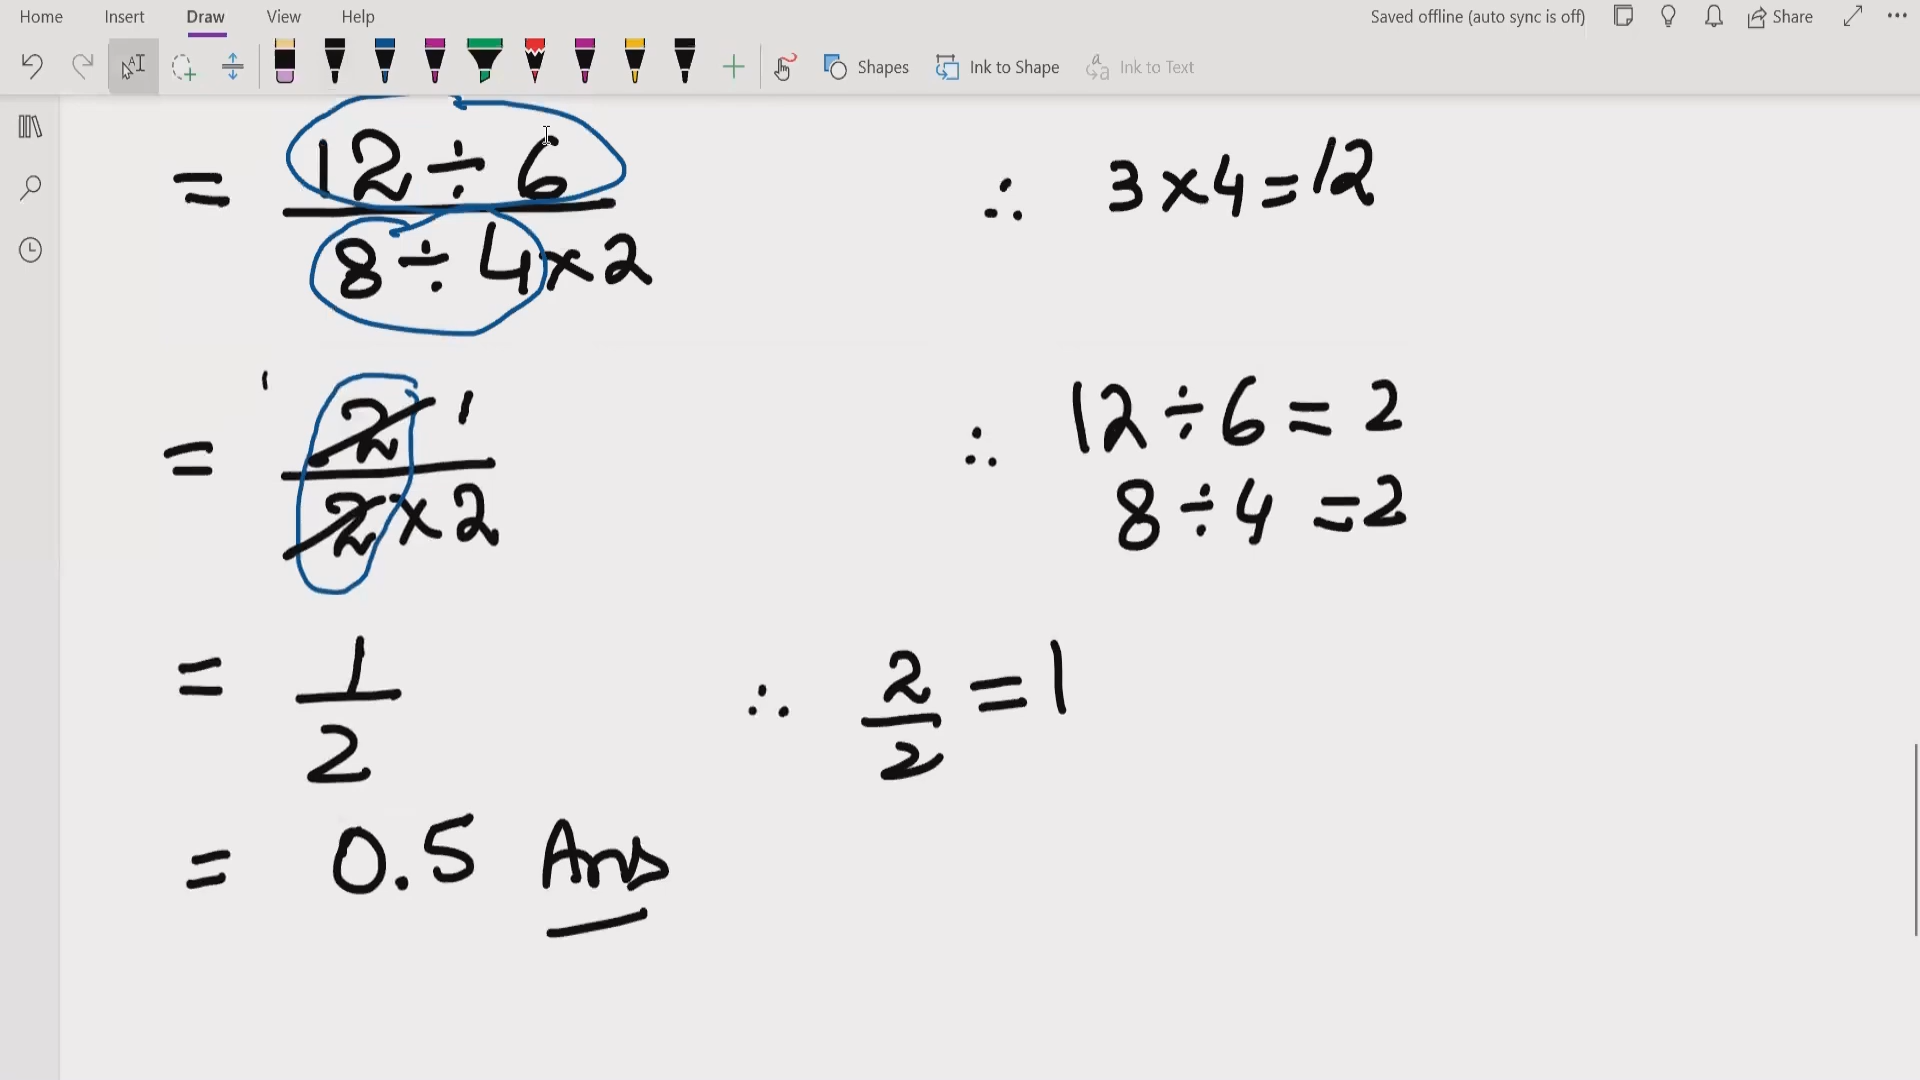 Home Insert Draw View Help Saved offline (auto sync is off) Share
Shapes Ink to Shape Ink to Text
= 12 ÷ 6 ∴ 3 × 4 = 12
8 ÷ 4 × 2
' 2 1 ∴ 12 ÷ 6 = 2
= 2 × 2 8 ÷ 4 = 2
= 1 ∴ 2 = 1
2 2
= 0.5 Ans